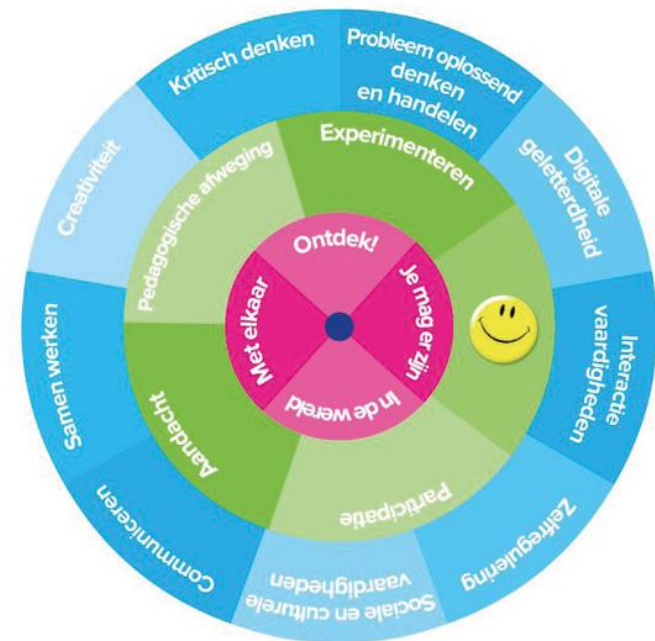 Kritisch denken
Probleem oplossend
denken
en handelen
Digitale
geletterdheid
Interactie
vaardigheden
Zelfregulering
Sociale en culturele
vaardigheden
Communiceren
Samen werken
Creativiteit
Experimenteren
Participatie
Aandacht
Pedagogische afweging
Ontdek!
Je mag er zijn
In de wereld
Met elkaar